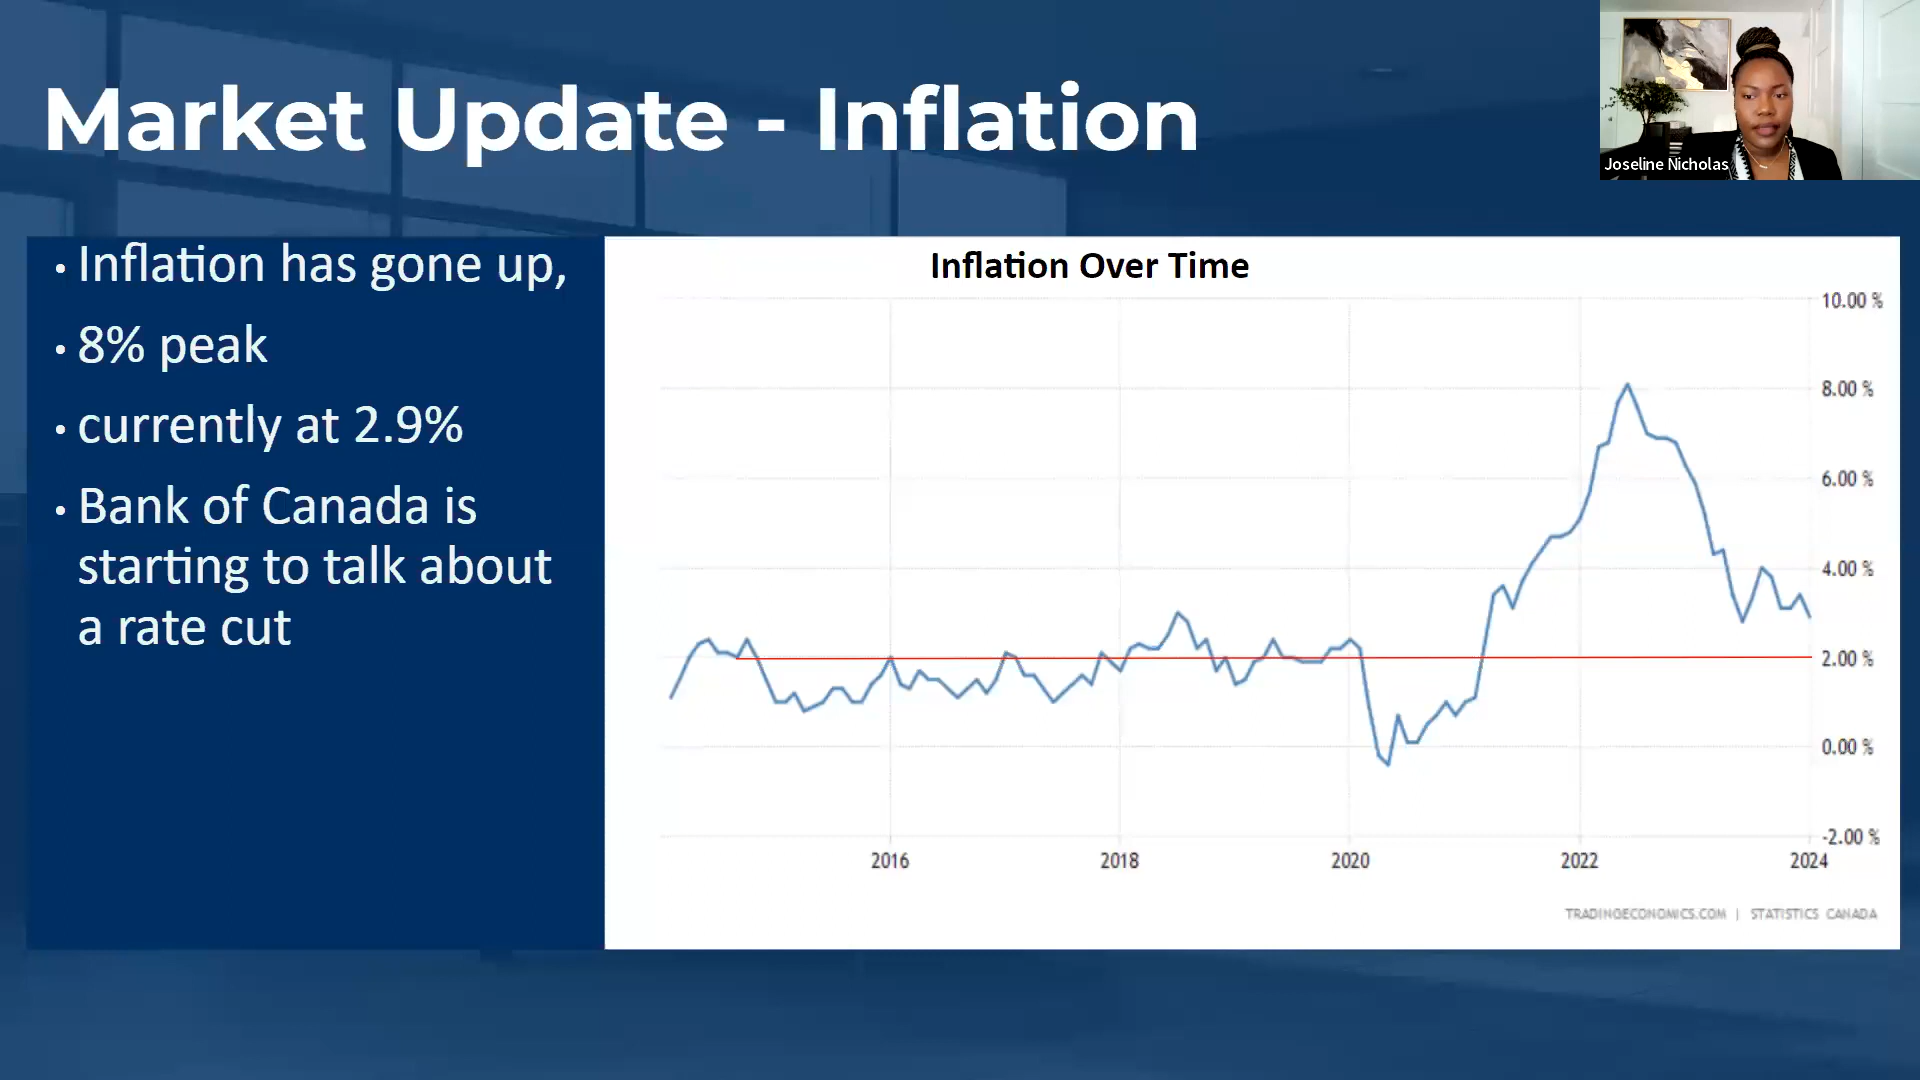 Market Update - Inflation
Joseline Nicholas
• Inflation has gone up,
• 8% peak
• currently at 2.9%
• Bank of Canada is
starting to talk about
a rate cut
Inflation Over Time
10.00 %
8.00 %
6.00 %
4.00 %
2.00 %
0.00 %
-2.00 %
2016 2018 2020 2022 2024
TRADINGECONOMICS.COM | STATISTICS CANADA